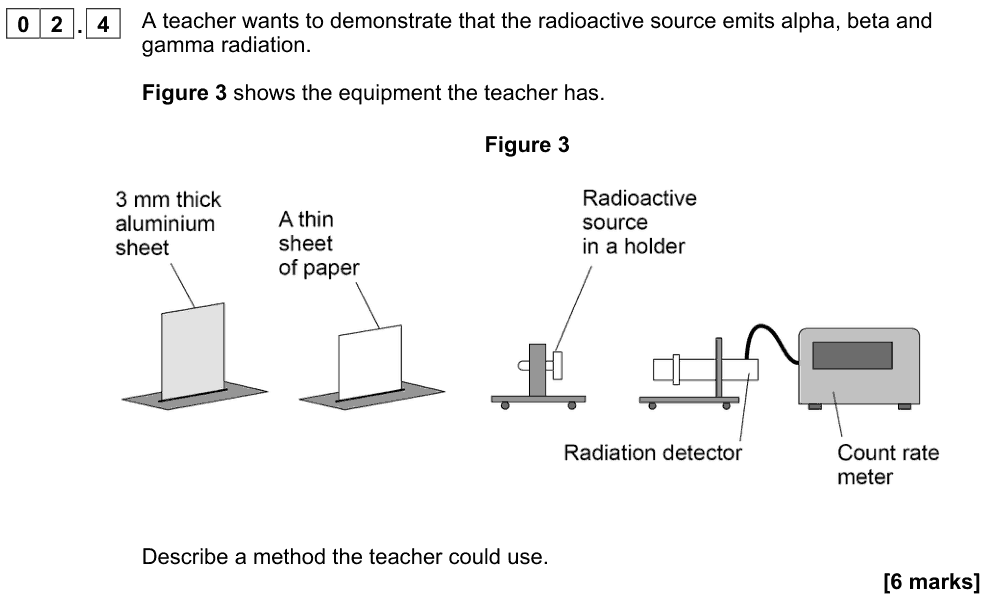 0 2 . 4 A teacher wants to demonstrate that the radioactive source emits alpha, beta and
gamma radiation.
Figure 3 shows the equipment the teacher has.
Figure 3
3 mm thick
aluminium
sheet
A thin
sheet
of paper
Radioactive
source
in a holder
Radiation detector
Count rate
meter
Describe a method the teacher could use.
[6 marks]